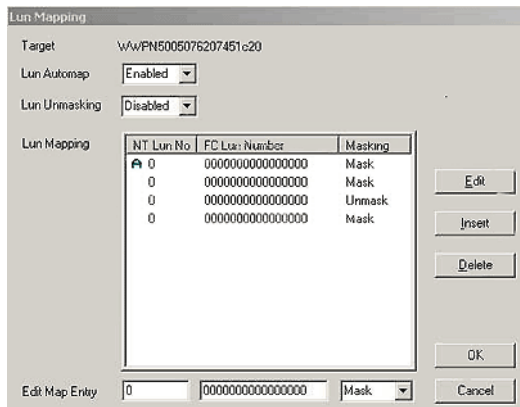 Lun Mapping
Target WWPN5005076207451c20
Lun Automap Enabled
Lun Unmasking Disabled
Lun Mapping
NT Lun No FC Lun Number Masking
A 0 0000000000000000 Mask
0 0000000000000000 Mask
0 0000000000000000 Unmask
0 0000000000000000 Mask
Edit
Insert
Delete
OK
Edit Map Entry 0 0000000000000000 Mask Cancel